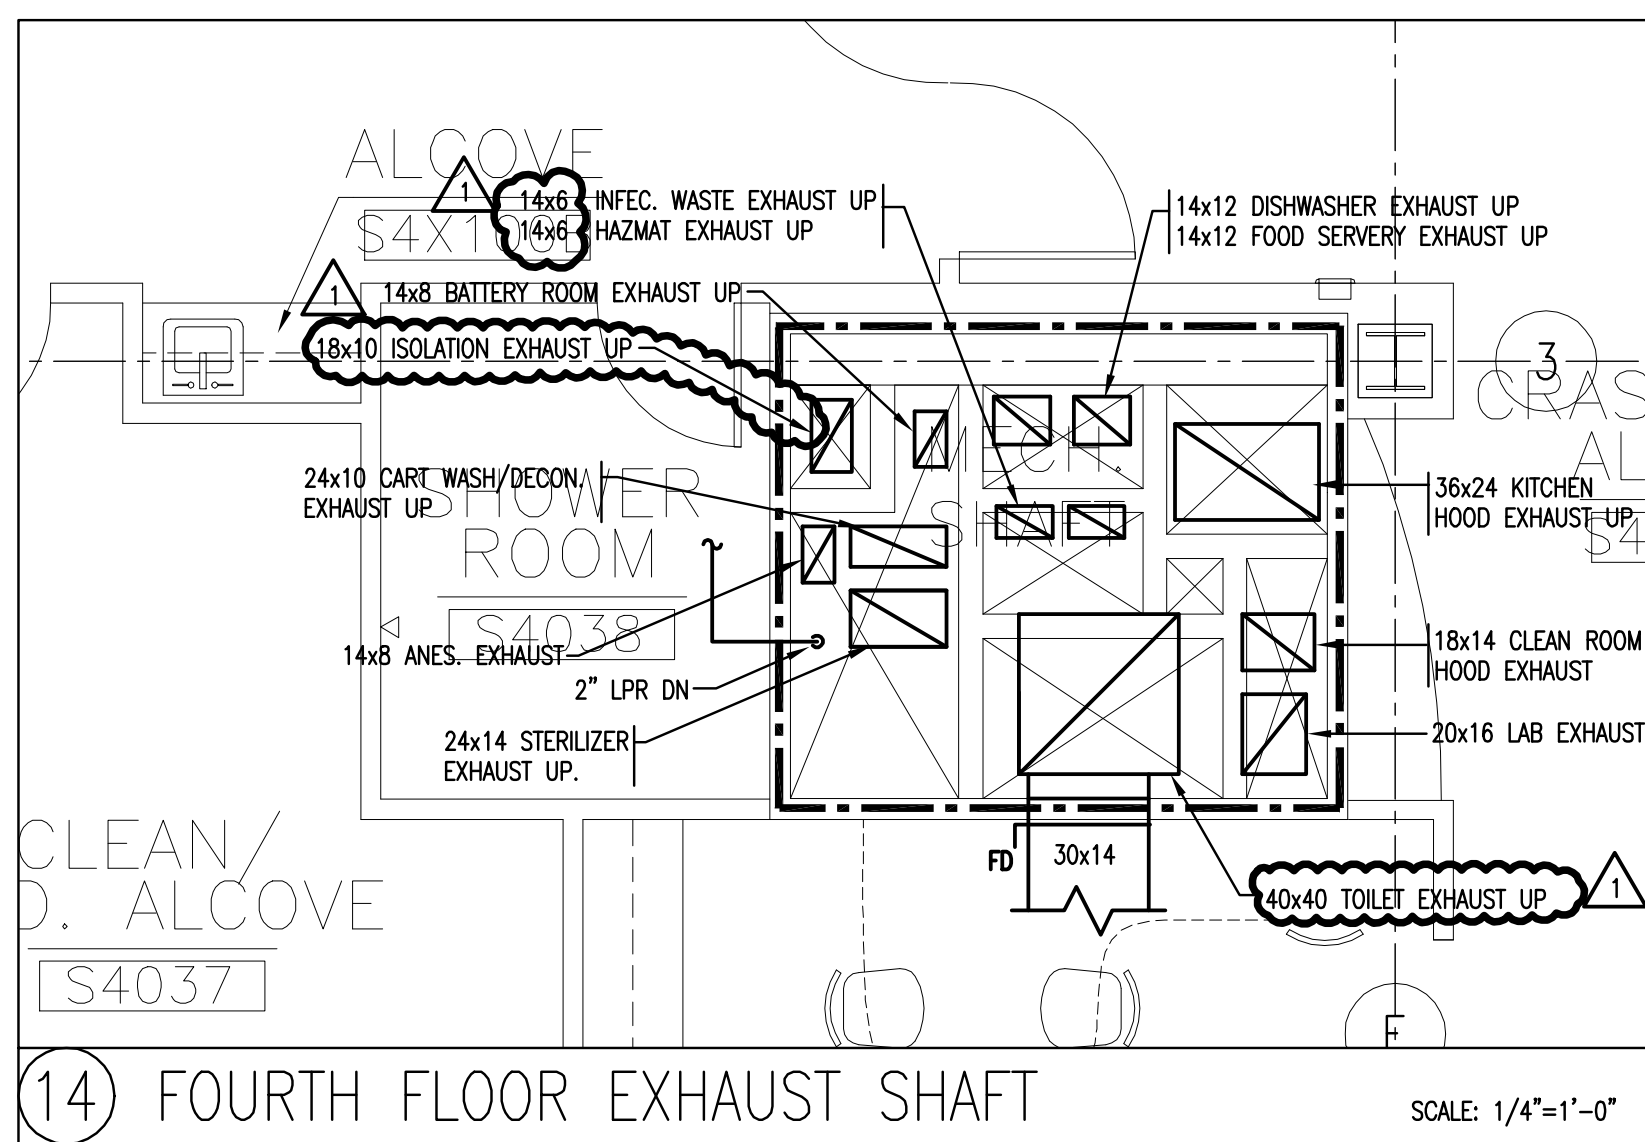 ALCOVE
1
14x6 INFEC. WASTE EXHAUST UP
14x6 HAZMAT EXHAUST UP
14x12 DISHWASHER EXHAUST UP
14x12 FOOD SERVERY EXHAUST UP
1
14x8 BATTERY ROOM EXHAUST UP
18x10 ISOLATION EXHAUST UP
3
MECH.
SHAFT
24x10 CART WASH/DECON.
EXHAUST UP
SHOWER
ROOM
S4038
36x24 KITCHEN
HOOD EXHAUST UP
14x8 ANES. EXHAUST
2” LPR DN
18x14 CLEAN ROOM
HOOD EXHAUST
24x14 STERILIZER
EXHAUST UP.
20x16 LAB EXHAUST
CLEAN/
D. ALCOVE
S4037
FD
30x14
40x40 TOILET EXHAUST UP
1
F
14 FOURTH FLOOR EXHAUST SHAFT
SCALE: 1/4”=1’-0”